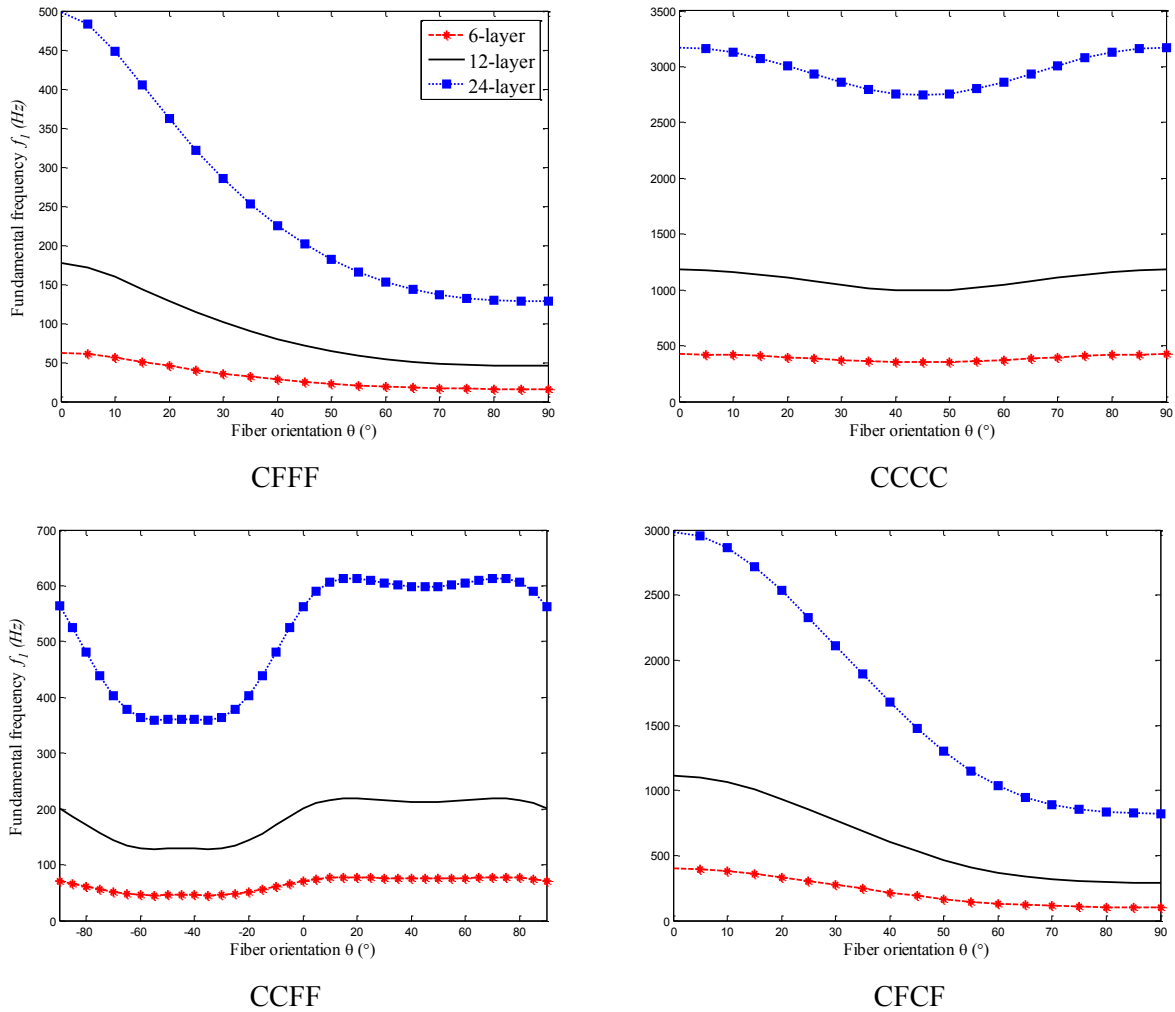 Fundamental frequency f1 (Hz)
500
450
400
350
300
250
200
150
100
50
0
0 10 20 30 40 50 60 70 80 90
Fiber orientation θ (°)
6-layer
12-layer
24-layer
CFFF
3500
3000
2500
2000
1500
1000
500
0
0 10 20 30 40 50 60 70 80 90
Fiber orientation θ (°)
CCCC
Fundamental frequency f1 (Hz)
700
600
500
400
300
200
100
0
-80 -60 -40 -20 0 20 40 60 80
Fiber orientation θ (°)
CCFF
3000
2500
2000
1500
1000
500
0
0 10 20 30 40 50 60 70 80 90
Fiber orientation θ (°)
CFCF